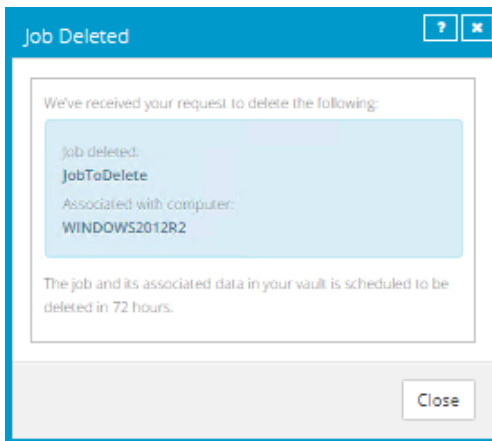 Job Deleted
? ×
We've received your request to delete the following:
Job deleted:
JobToDelete
Associated with computer:
WINDOWS2012R2
The job and its associated data in your vault is scheduled to be
deleted in 72 hours.
Close